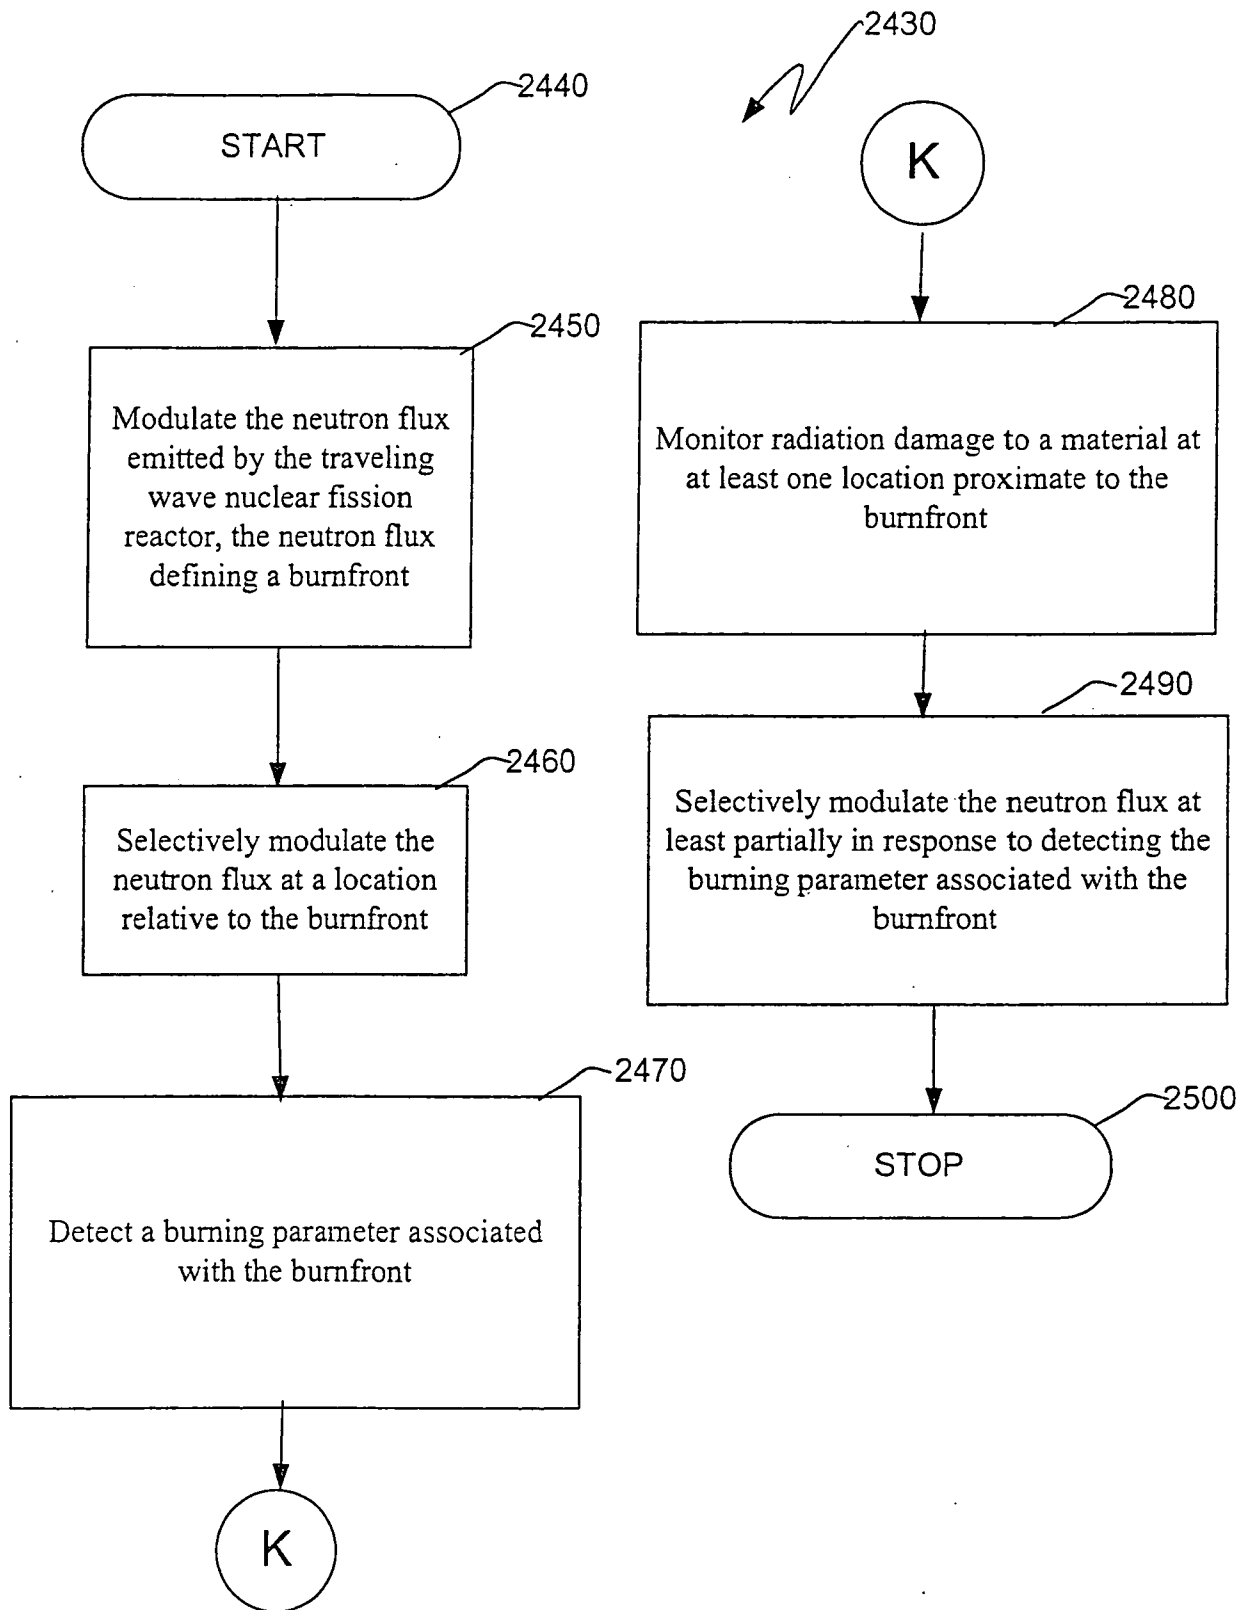 2430
2440
START
2450
Modulate the neutron flux
emitted by the traveling
wave nuclear fission
reactor, the neutron flux
defining a burnfront
2460
Selectively modulate the
neutron flux at a location
relative to the burnfront
2470
Detect a burning parameter associated
with the burnfront
K
K
2480
Monitor radiation damage to a material at
at least one location proximate to the
burnfront
2490
Selectively modulate the neutron flux at
least partially in response to detecting the
burning parameter associated with the
burnfront
2500
STOP